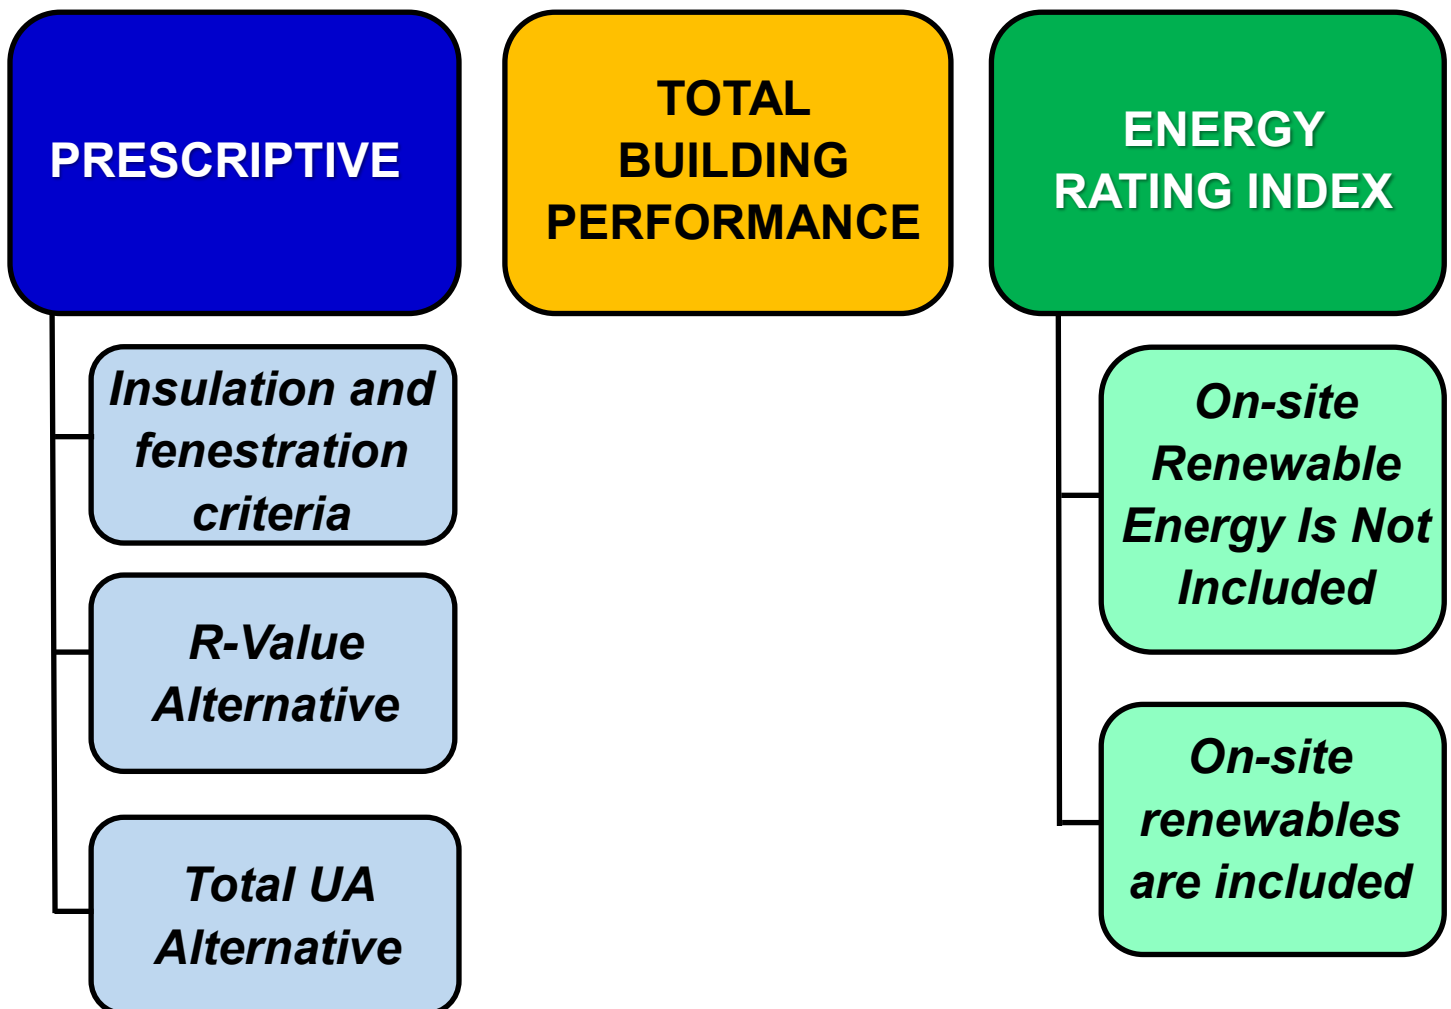 PRESCRIPTIVE
TOTAL
BUILDING
PERFORMANCE
ENERGY
RATING INDEX
Insulation and
fenestration
criteria
R-Value
Alternative
Total UA
Alternative
On-site
Renewable
Energy Is Not
Included
On-site
renewables
are included